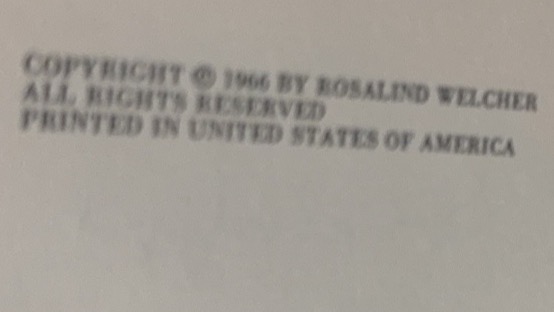 COPYRIGHT © 1966 BY ROSALIND WELCHER
ALL RIGHTS RESERVED
PRINTED IN UNITED STATES OF AMERICA